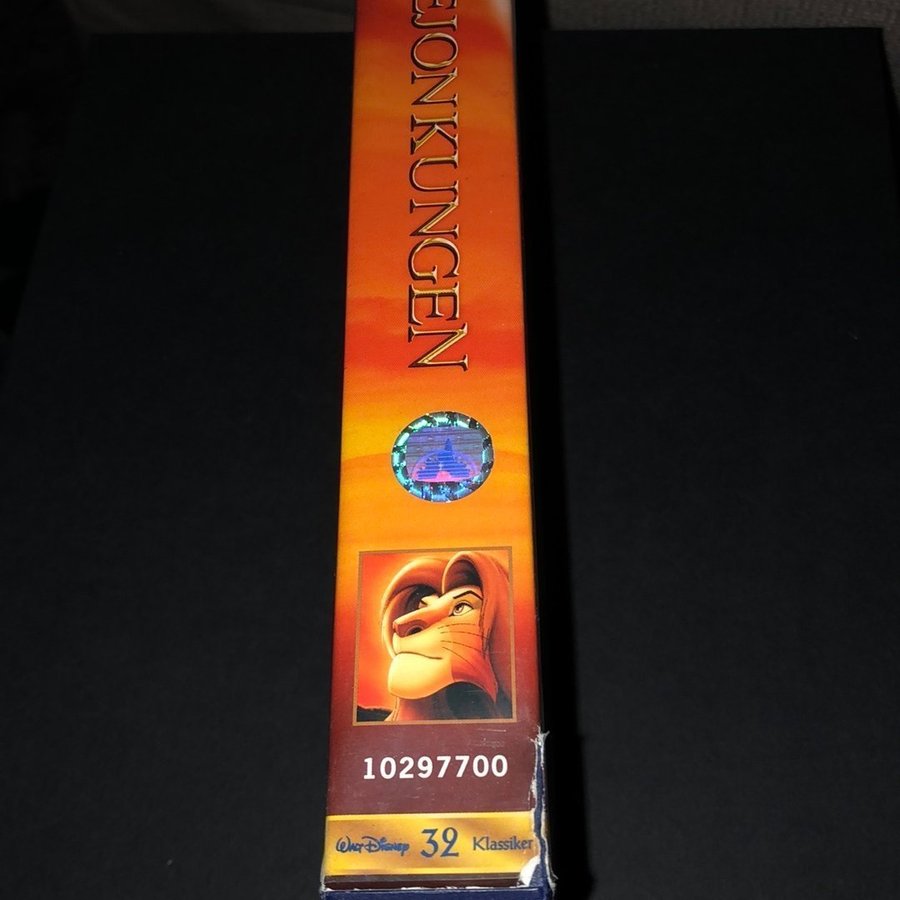 EJONKUNGEN
10297700
Walt Disney 32 Klassiker